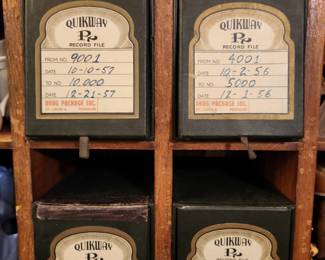 QUIKWAY
Rx
RECORD FILE
FROM NO. 9001
DATE 10-10-57
TO NO. 10,000
DATE 12-21-57
DRUG PACKAGE INC.
QUIKWAY
Rx
RECORD FILE
FROM NO. 4001
DATE 10-2-56
TO NO. 5000
DATE 12-1-56
DRUG PACKAGE INC.
QUIKWAY
Rx
QUIKWAY
Rx